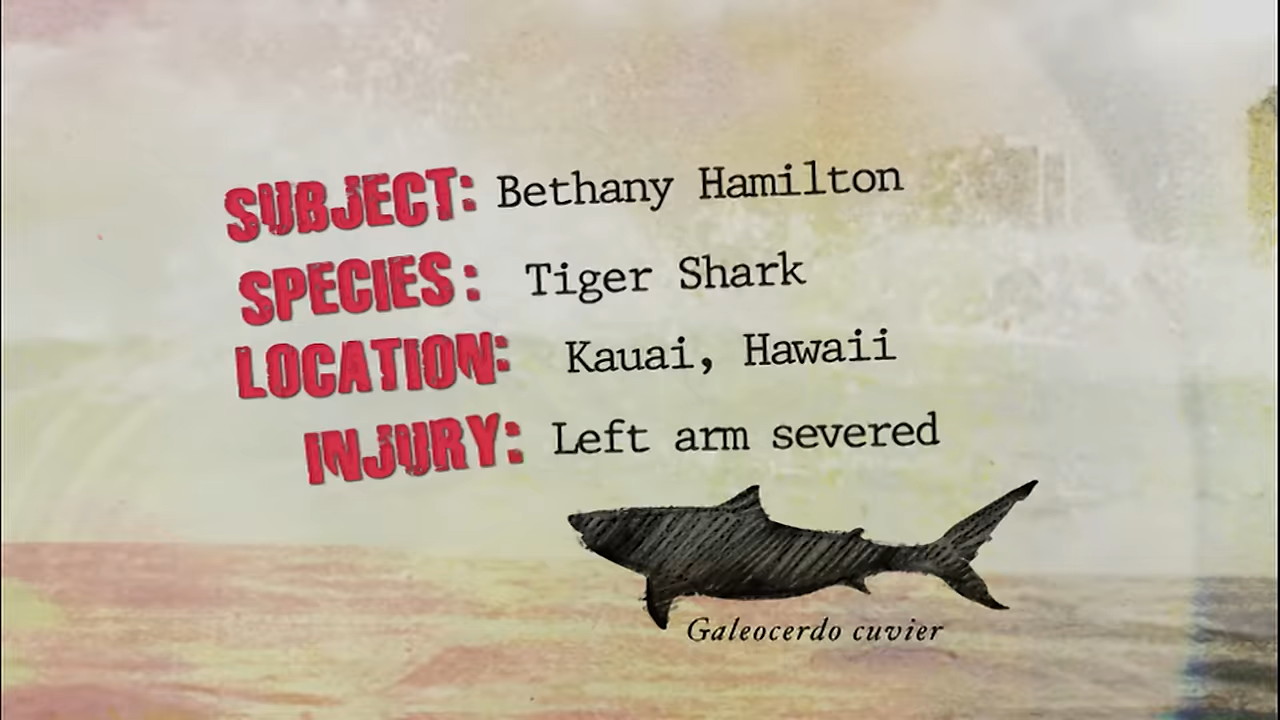 SUBJECT: Bethany Hamilton
SPECIES: Tiger Shark
LOCATION: Kauai, Hawaii
INJURY: Left arm severed
Galeocerdo cuvier